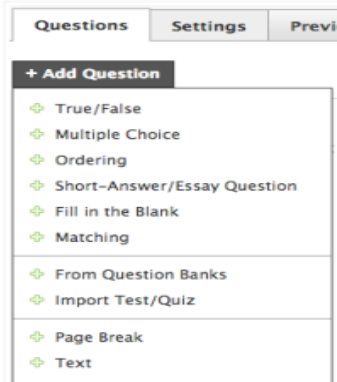 Questions Settings Previ
+ Add Question
True/False
Multiple Choice
Ordering
Short-Answer/Essay Question
Fill in the Blank
Matching
From Question Banks
Import Test/Quiz
Page Break
Text